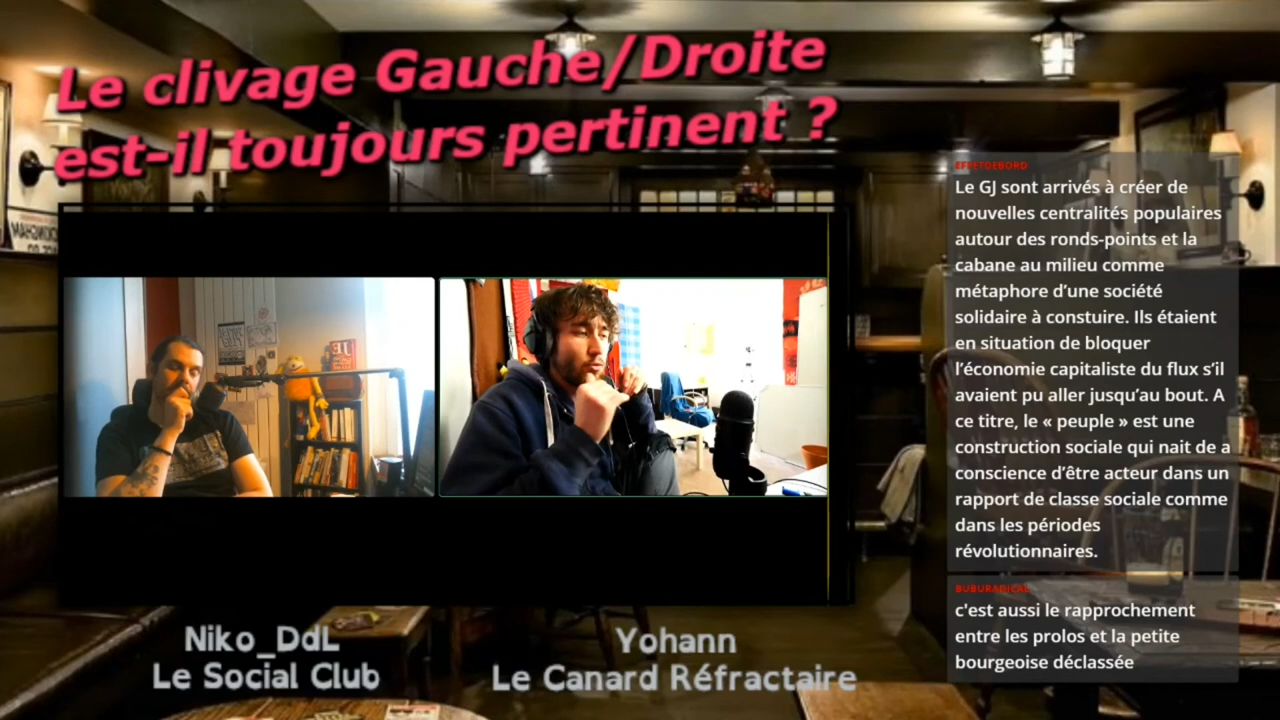 Le clivage Gauche/Droite
est-il toujours pertinent ?
EFFETDEBORD
Le GJ sont arrivés à créer de
nouvelles centralités populaires
autour des ronds-points et la
cabane au milieu comme
métaphore d'une société
solidaire à constuire. Ils étaient
en situation de bloquer
l'économie capitaliste du flux s'il
avaient pu aller jusqu'au bout. A
ce titre, le « peuple » est une
construction sociale qui nait de a
conscience d'être acteur dans un
rapport de classe sociale comme
dans les périodes
révolutionnaires.
BUBURADICAL
c'est aussi le rapprochement
entre les prolos et la petite
bourgeoise déclassée
Niko_DdL
Le Social Club
Yohann
Le Canard Réfractaire